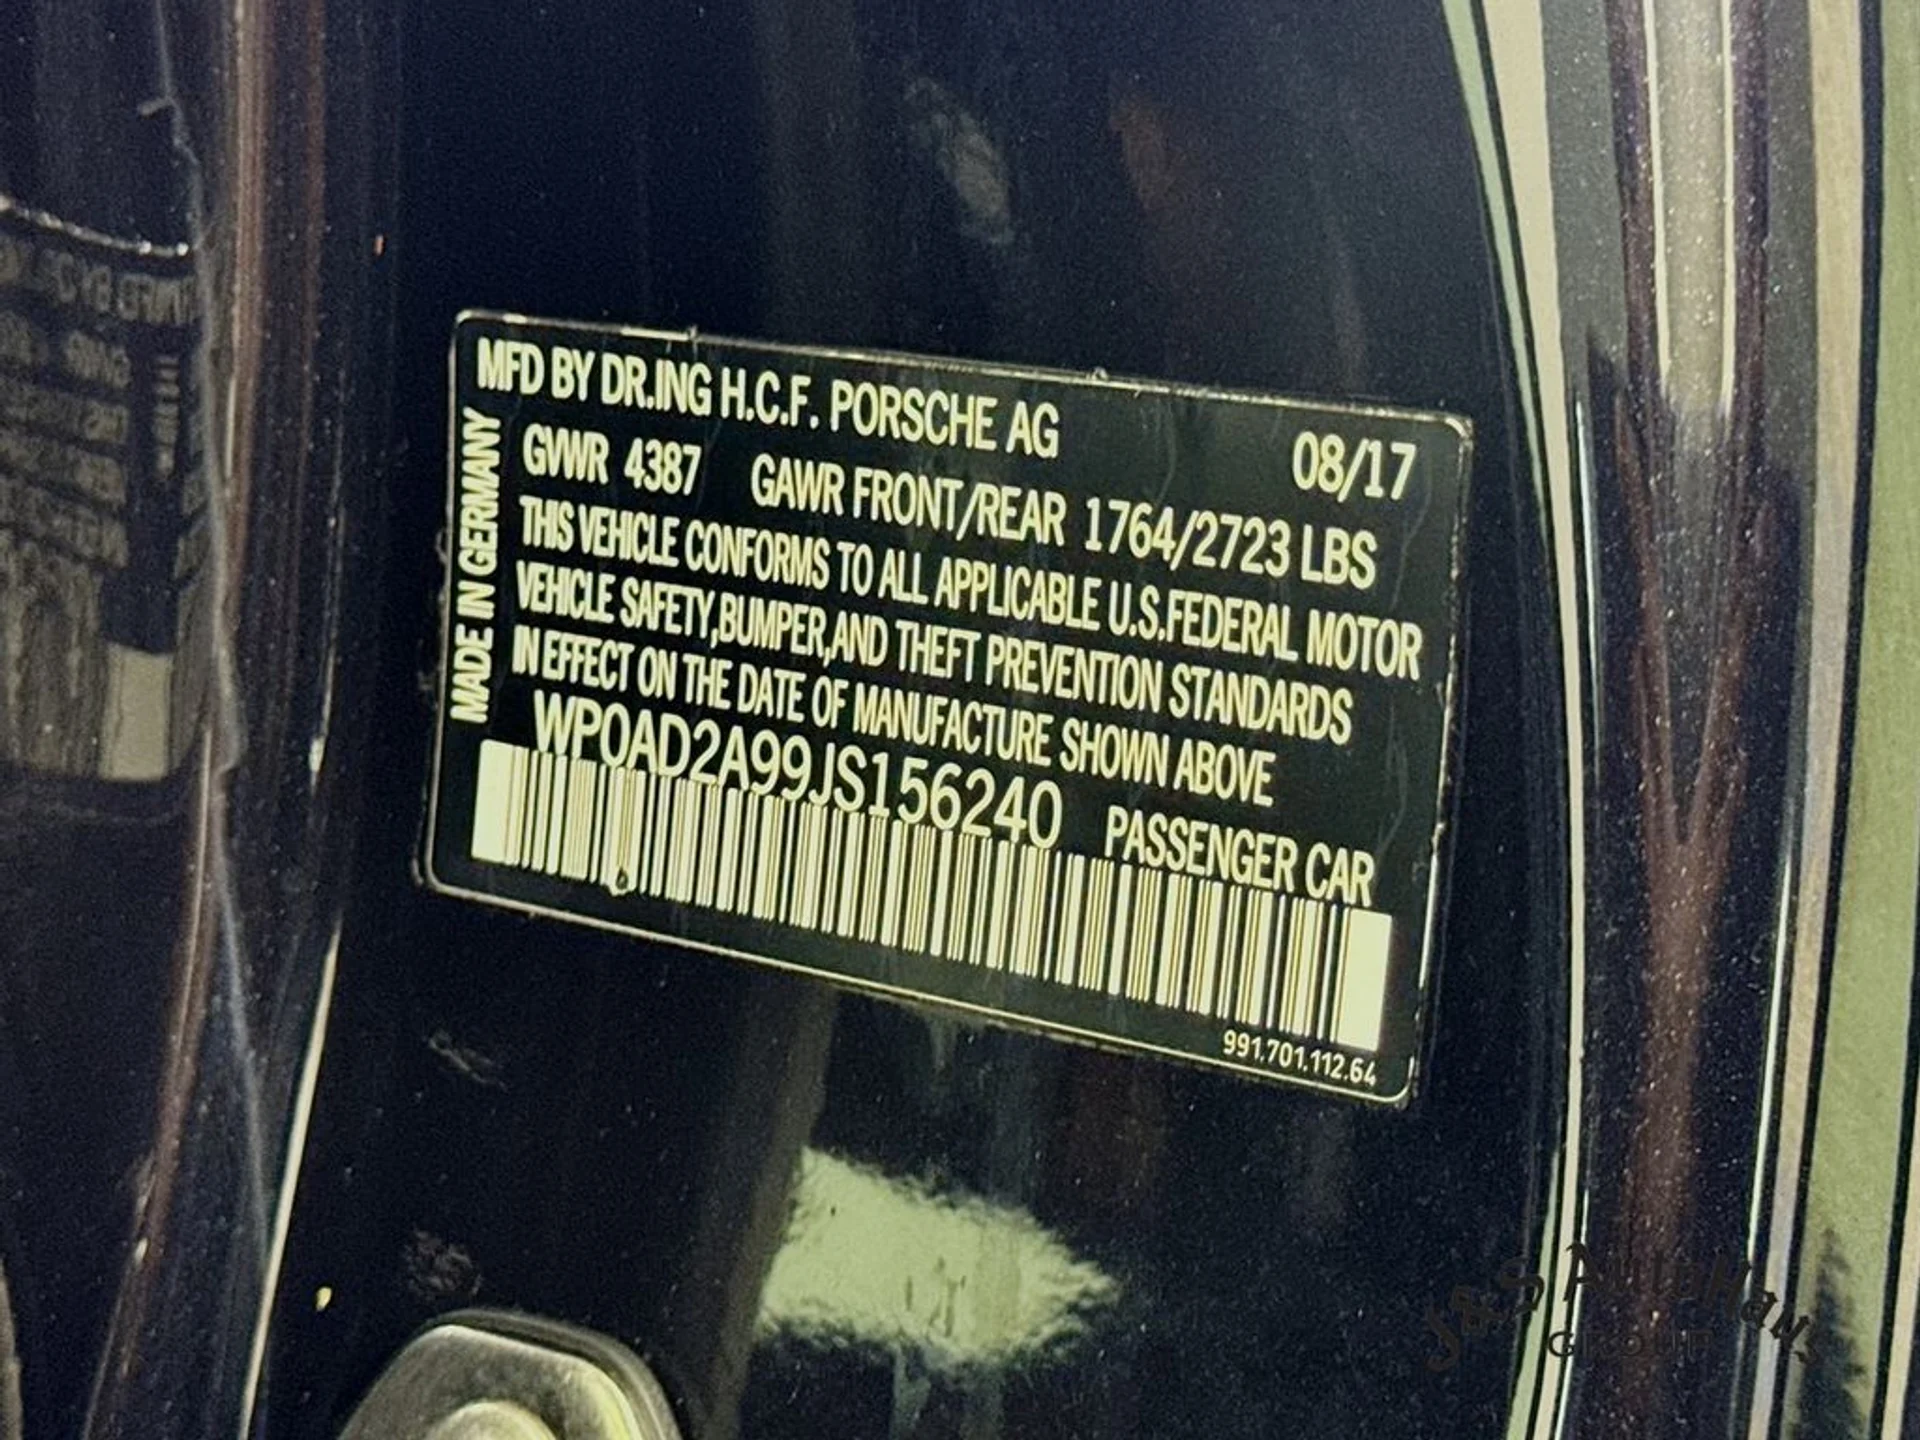 MFD BY DR.ING H.C.F. PORSCHE AG 08/17
GVWR 4387 GAWR FRONT/REAR 1764/2723 LBS
THIS VEHICLE CONFORMS TO ALL APPLICABLE U.S.FEDERAL MOTOR
VEHICLE SAFETY,BUMPER,AND THEFT PREVENTION STANDARDS
IN EFFECT ON THE DATE OF MANUFACTURE SHOWN ABOVE
WP0AD2A99JS156240 PASSENGER CAR
991.701.112.64
MADE IN GERMANY
AutoHaus
GROUP